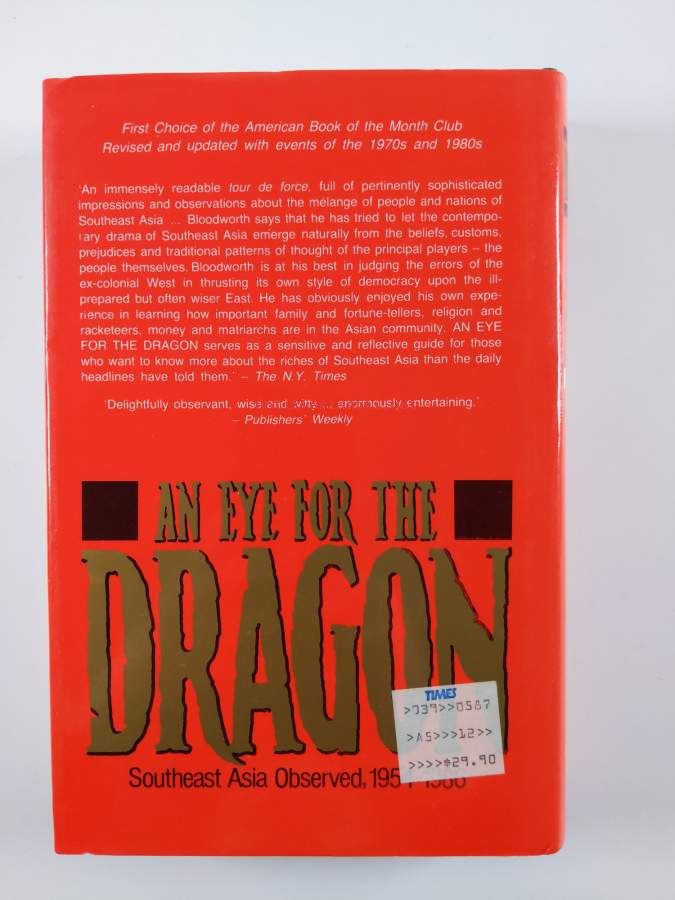 First Choice of the American Book of the Month Club
Revised and updated with events of the 1970s and 1980s
'An immensely readable tour de force, full of pertinently sophisticated
impressions and observations about the mélange of people and nations of
Southeast Asia ... Bloodworth says that he has tried to let the contempo-
rary drama of Southeast Asia emerge naturally from the beliefs, customs,
prejudices and traditional patterns of thought of the principal players – the
people themselves. Bloodworth is at his best in judging the errors of the
ex-colonial West in thrusting its own style of democracy upon the ill-
prepared but often wiser East. He has obviously enjoyed his own expe-
rience in learning how important family and fortune-tellers, religion and
racketeers, money and matriarchs are in the Asian community. AN EYE
FOR THE DRAGON serves as a sensitive and reflective guide for those
who want to know more about the riches of Southeast Asia than the daily
headlines have told them.' – The N.Y. Times
'Delightfully observant, wise and witty ... enormously entertaining.'
– Publishers' Weekly
AN EYE FOR THE
DRAGON
TIMES
>739>>0587
>A5>>>12>>
>>>>$29.90
Southeast Asia Observed, 1954-1986